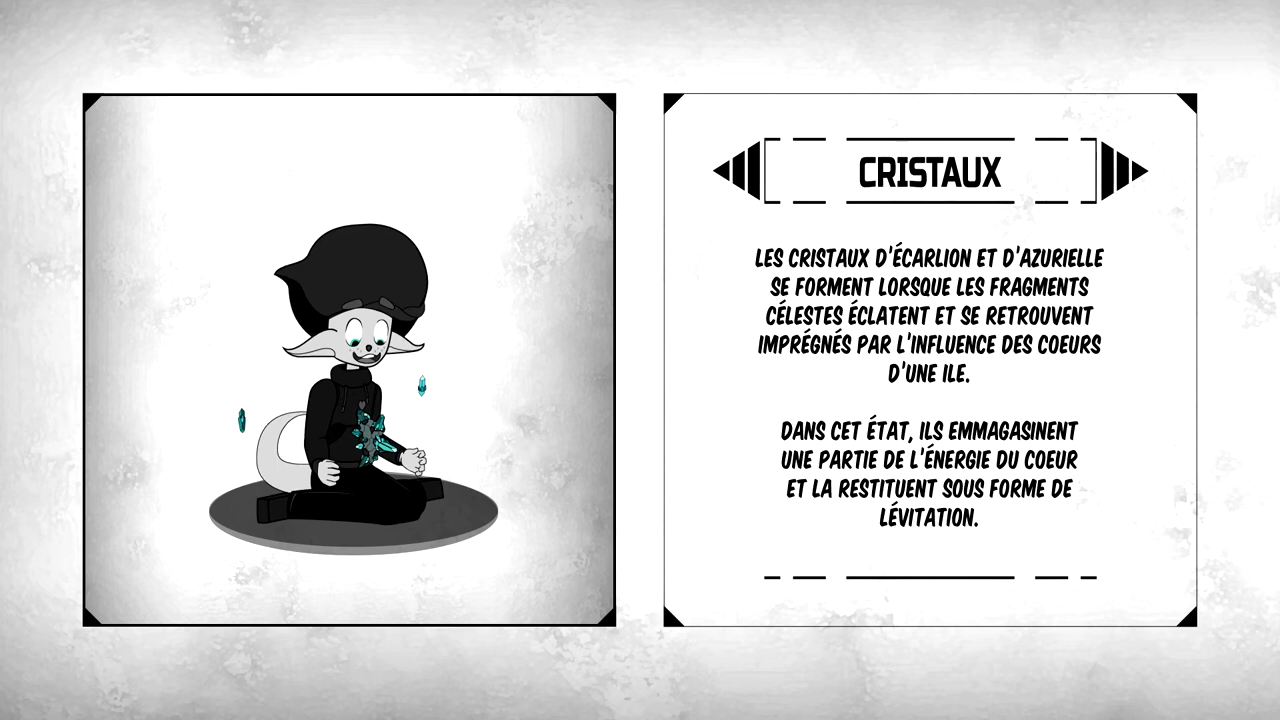 CRISTAUX
LES CRISTAUX D'ÉCARLION ET D'AZURIELLE
SE FORMENT LORSQUE LES FRAGMENTS
CÉLESTES ÉCLATENT ET SE RETROUVENT
IMPRÉGNÉS PAR L'INFLUENCE DES COEURS
D'UNE ILE.
DANS CET ÉTAT, ILS EMMAGASINENT
UNE PARTIE DE L'ÉNERGIE DU COEUR
ET LA RESTITUENT SOUS FORME DE
LÉVITATION.